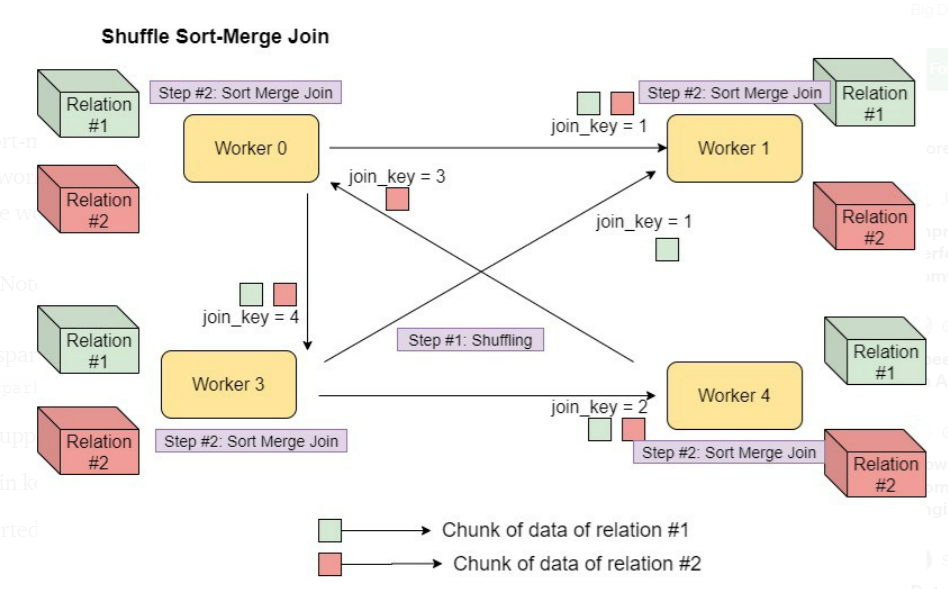 Shuffle Sort-Merge Join
Relation
#1
Step #2: Sort Merge Join
Step #2: Sort Merge Join
Relation
#1
join_key = 1
Worker 0
Worker 1
join_key = 3
Relation
#2
Relation
#2
join_key = 1
join_key = 4
Relation
#1
Step #1: Shuffling
Relation
#1
Worker 3
Worker 4
join_key = 2
Relation
#2
Step #2: Sort Merge Join
Step #2: Sort Merge Join
Relation
#2
Chunk of data of relation #1
Chunk of data of relation #2